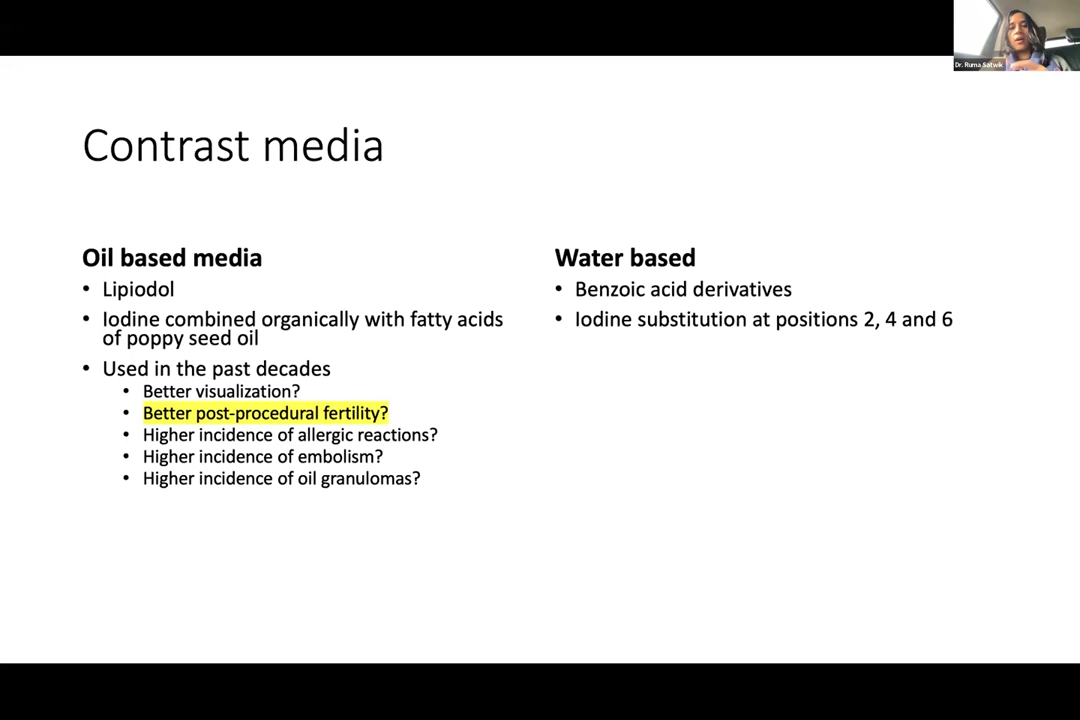 Dr. Ruma Satwik
Contrast media
Oil based media
• Lipiodol
• Iodine combined organically with fatty acids
of poppy seed oil
• Used in the past decades
• Better visualization?
• Better post-procedural fertility?
• Higher incidence of allergic reactions?
• Higher incidence of embolism?
• Higher incidence of oil granulomas?
Water based
• Benzoic acid derivatives
• Iodine substitution at positions 2, 4 and 6